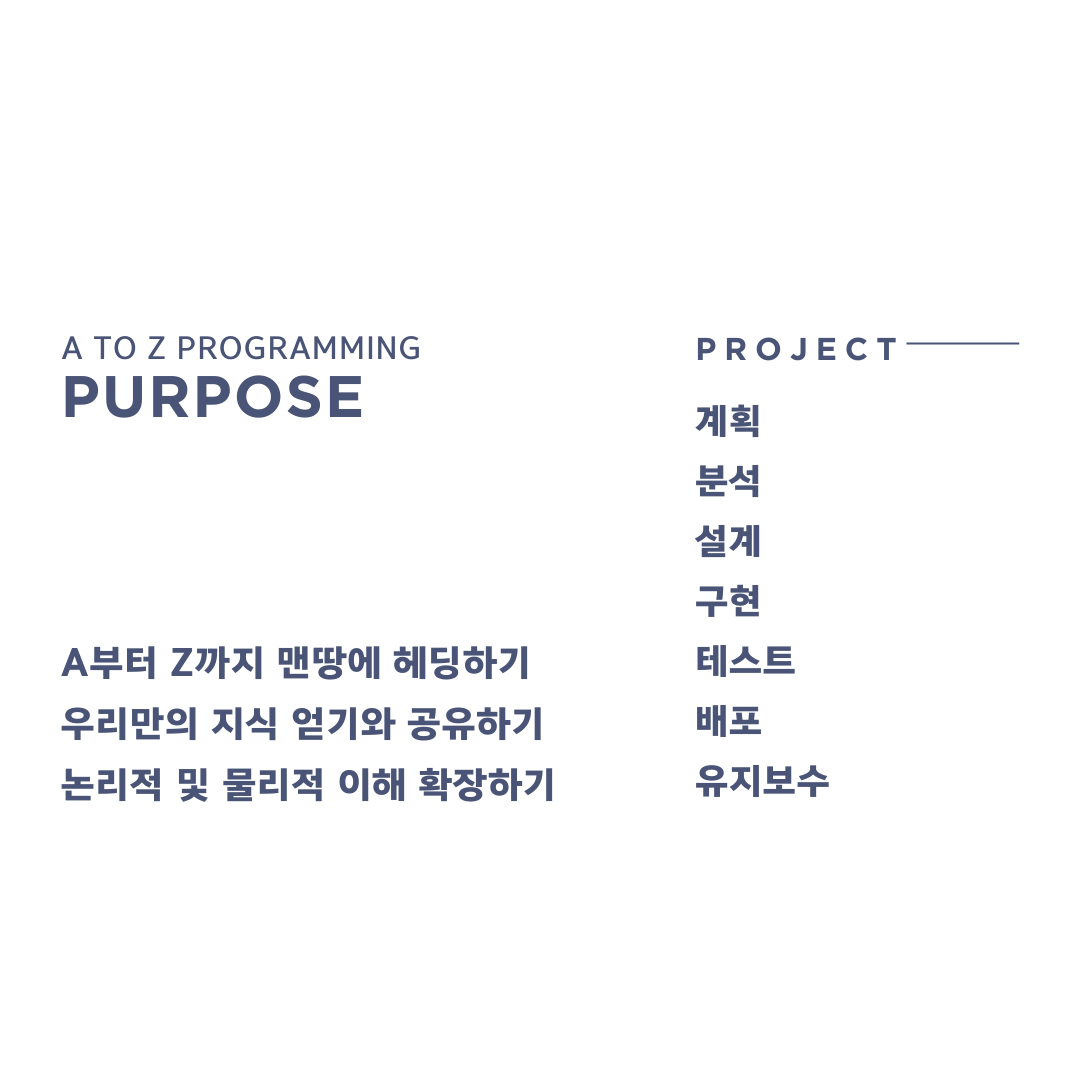 A TO Z PROGRAMMING
PURPOSE
A부터 Z까지 맨땅에 헤딩하기
우리만의 지식 얻기와 공유하기
논리적 및 물리적 이해 확장하기
PROJECT
계획
분석
설계
구현
테스트
배포
유지보수